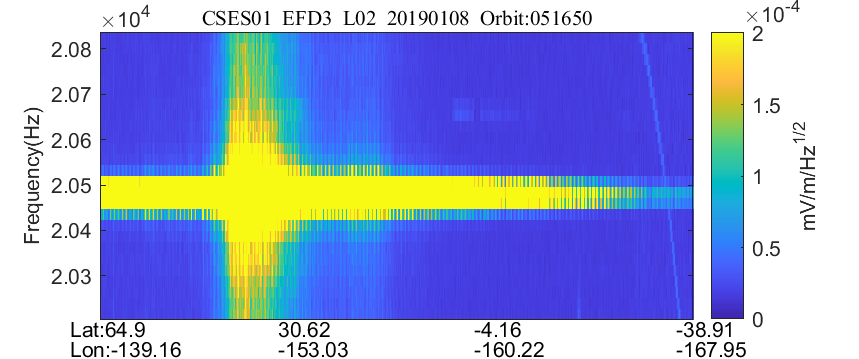 CSES01 EFD3 L02 20190108 Orbit:051650
×10⁴
×10⁻⁴
2.08
2.07
2.06
2.05
2.04
2.03
Frequency(Hz)
2
1.5
1
0.5
0
mV/m/Hz^1/2
Lat:64.9 30.62 -4.16 -38.91
Lon:-139.16 -153.03 -160.22 -167.95